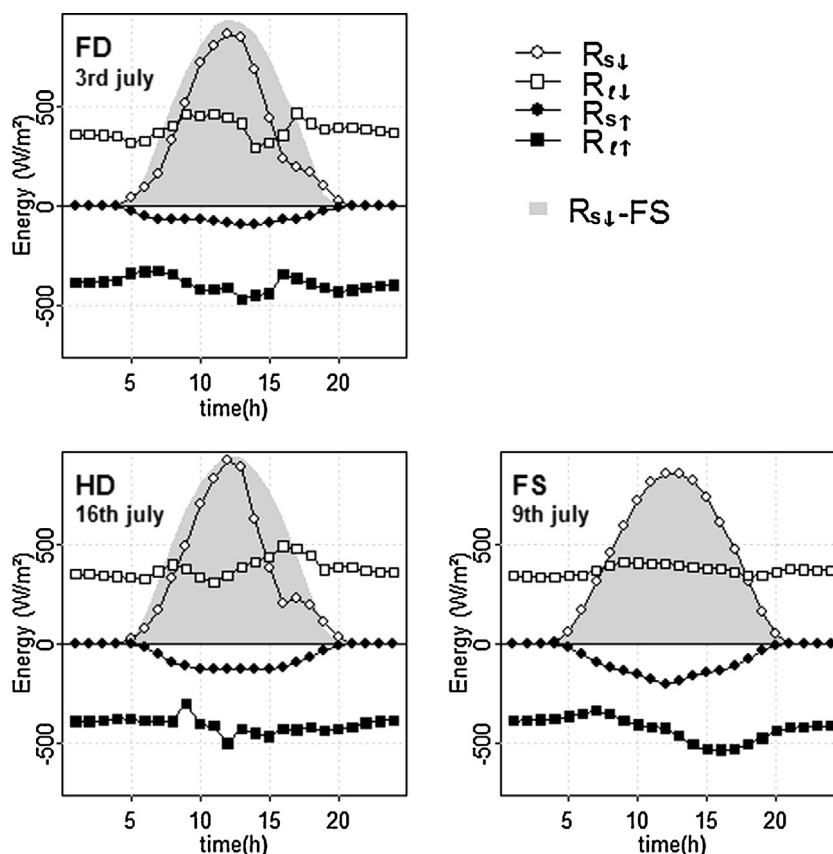 FD
3rd july
Energy (W/m²)
500
0
-500
5 10 15 20
time(h)
Rs↓
Rℓ↓
Rs↑
Rℓ↑
Rs↓-FS
HD
16th july
Energy (W/m²)
500
0
-500
5 10 15 20
time(h)
FS
9th july
Energy (W/m²)
500
0
-500
5 10 15 20
time(h)